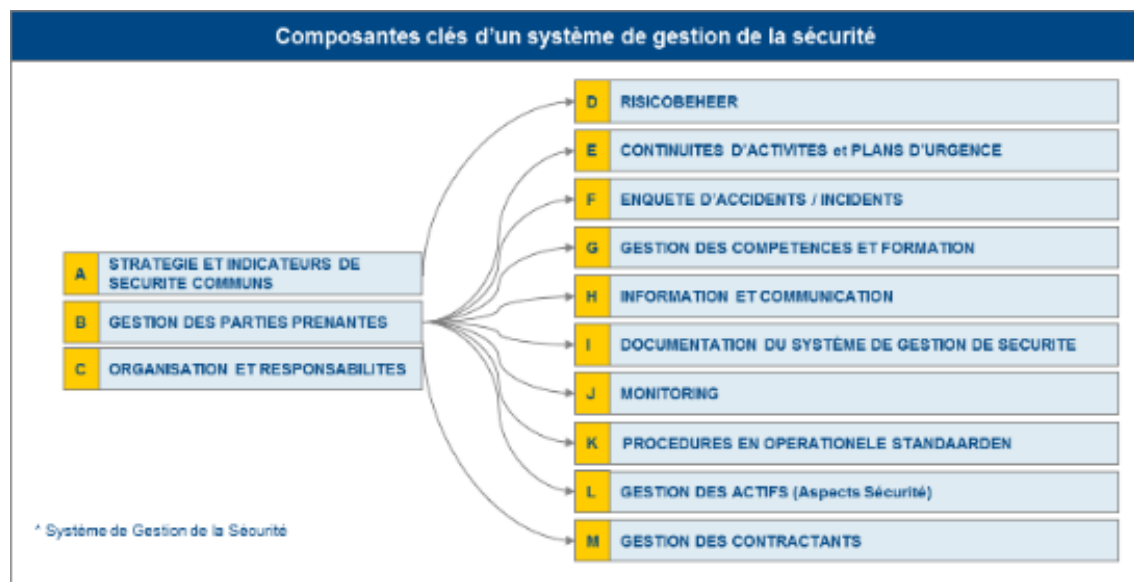 Composantes clés d'un système de gestion de la sécurité
A STRATEGIE ET INDICATEURS DE
SECURITE COMMUNS
B GESTION DES PARTIES PRENANTES
C ORGANISATION ET RESPONSABILITES
D RISICOBEHEER
E CONTINUITES D'ACTIVITES et PLANS D'URGENCE
F ENQUETE D'ACCIDENTS / INCIDENTS
G GESTION DES COMPETENCES ET FORMATION
H INFORMATION ET COMMUNICATION
I DOCUMENTATION DU SYSTÈME DE GESTION DE SECURITE
J MONITORING
K PROCEDURES EN OPERATIONELE STANDAARDEN
L GESTION DES ACTIFS (Aspects Sécurité)
M GESTION DES CONTRACTANTS
* Système de Gestion de la Sécurité